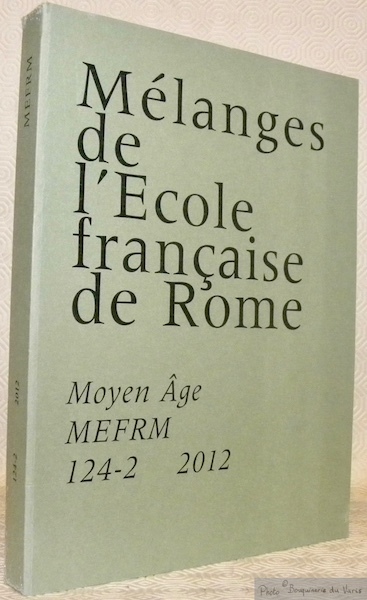 MEFRM
124-2
2012
Mélanges
de
l'Ecole
française
de Rome
Moyen Âge
MEFRM
124-2 2012
Photo © Bouquinerie du Varis